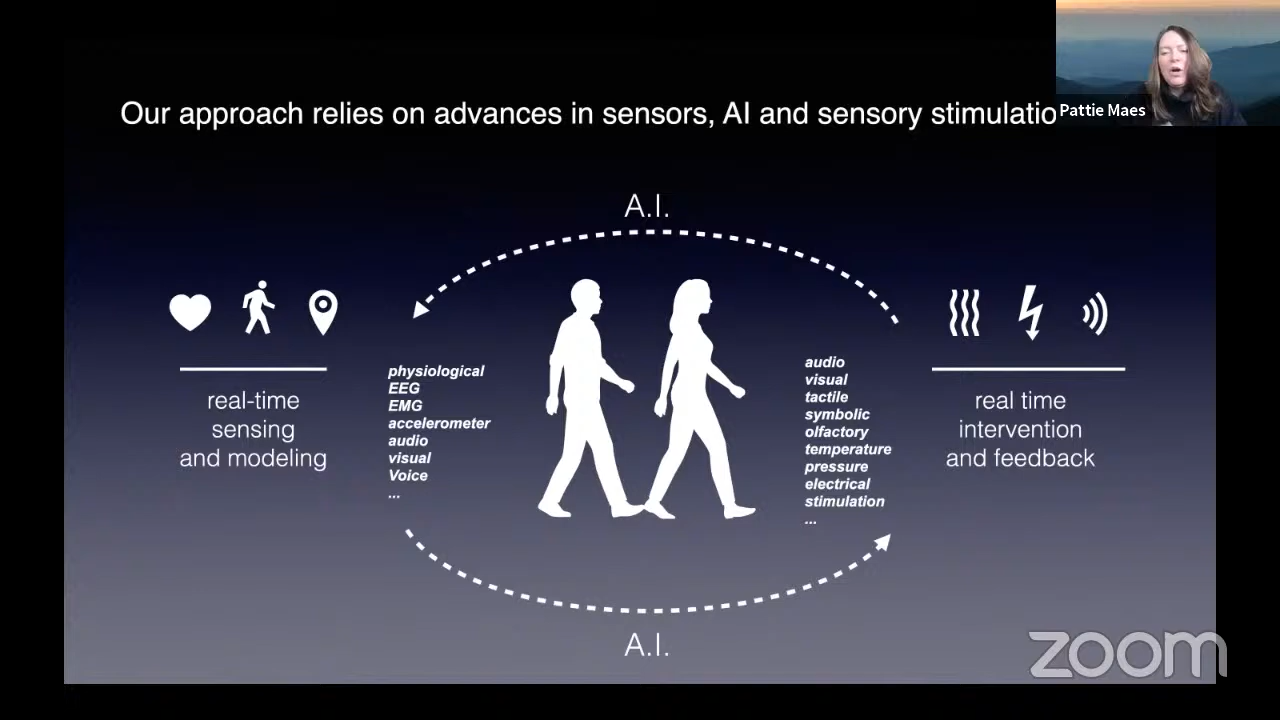 Our approach relies on advances in sensors, AI and sensory stimulatio
Pattie Maes
A.I.
real-time
sensing
and modeling
physiological
EEG
EMG
accelerometer
audio
visual
Voice
...
audio
visual
tactile
symbolic
olfactory
temperature
pressure
electrical
stimulation
...
real time
intervention
and feedback
A.I.
zoom